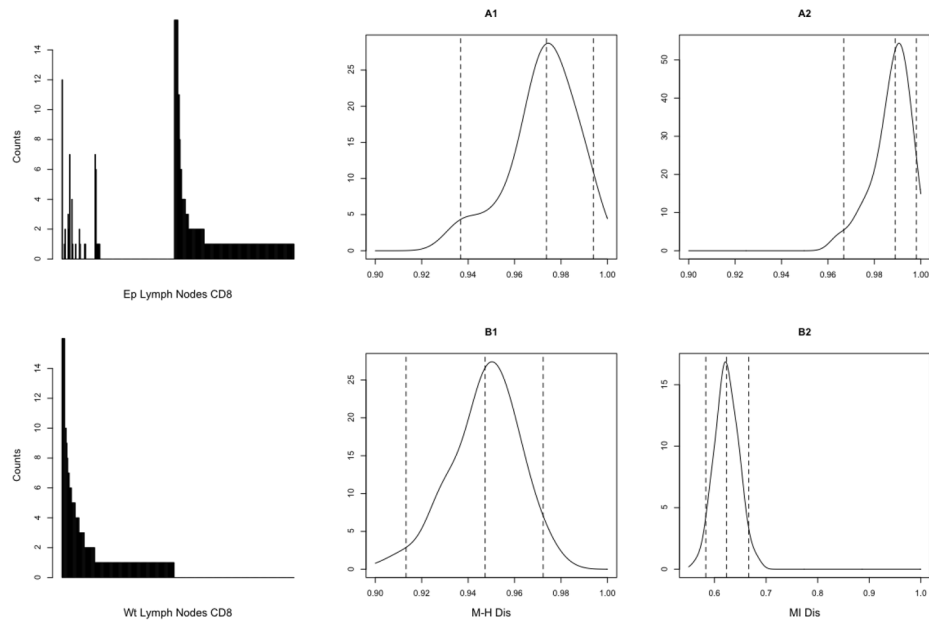 A1
A2
Counts
0 2 4 6 8 10 12 14
Ep Lymph Nodes CD8
0 5 10 15 20 25
0.90 0.92 0.94 0.96 0.98 1.00
0 10 20 30 40 50
0.90 0.92 0.94 0.96 0.98 1.00
B1
B2
Counts
0 2 4 6 8 10 12 14
Wt Lymph Nodes CD8
0 5 10 15 20 25
0.90 0.92 0.94 0.96 0.98 1.00
M-H Dis
0 5 10 15
0.6 0.7 0.8 0.9 1.0
MI Dis